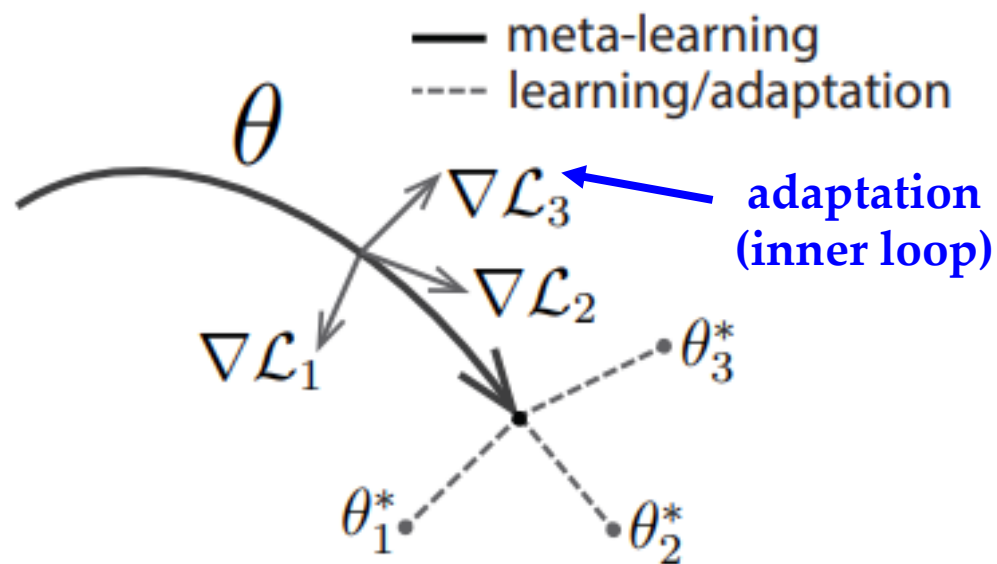 meta-learning
learning/adaptation
θ
∇ℒ₃
adaptation
(inner loop)
∇ℒ₂
∇ℒ₁
θ₃*
θ₁*
θ₂*